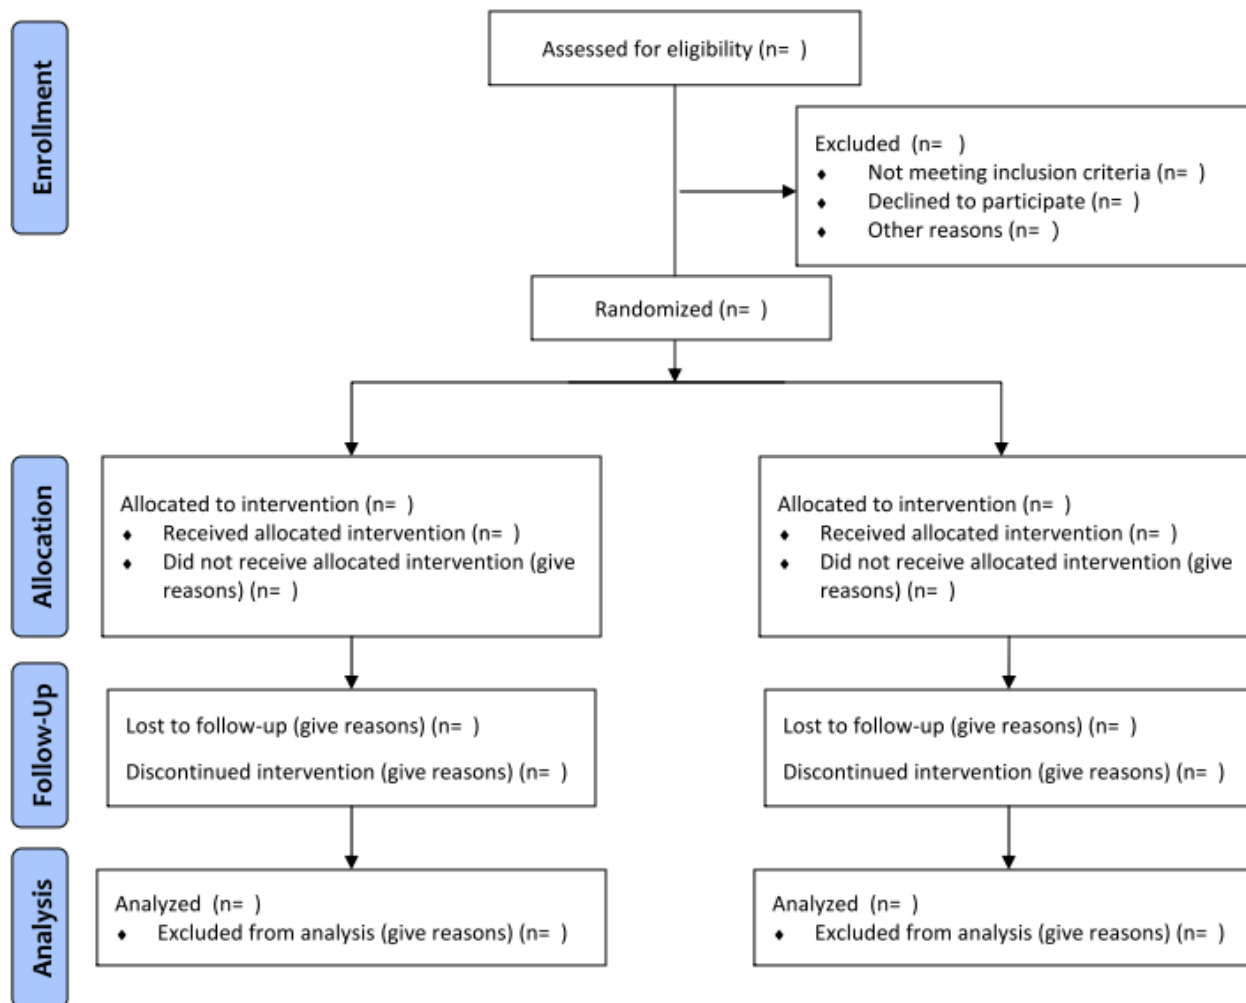 Enrollment
Assessed for eligibility (n=  )
Excluded  (n=   )
♦ Not meeting inclusion criteria (n=  )
♦ Declined to participate (n=  )
♦ Other reasons (n=  )
Randomized (n=  )
Allocation
Allocated to intervention (n=  )
♦ Received allocated intervention (n=  )
♦ Did not receive allocated intervention (give
reasons) (n=  )
Allocated to intervention (n=  )
♦ Received allocated intervention (n=  )
♦ Did not receive allocated intervention (give
reasons) (n=  )
Follow-Up
Lost to follow-up (give reasons) (n=  )
Discontinued intervention (give reasons) (n=  )
Lost to follow-up (give reasons) (n=  )
Discontinued intervention (give reasons) (n=  )
Analysis
Analyzed  (n=  )
♦ Excluded from analysis (give reasons) (n=  )
Analyzed  (n=  )
♦ Excluded from analysis (give reasons) (n=  )